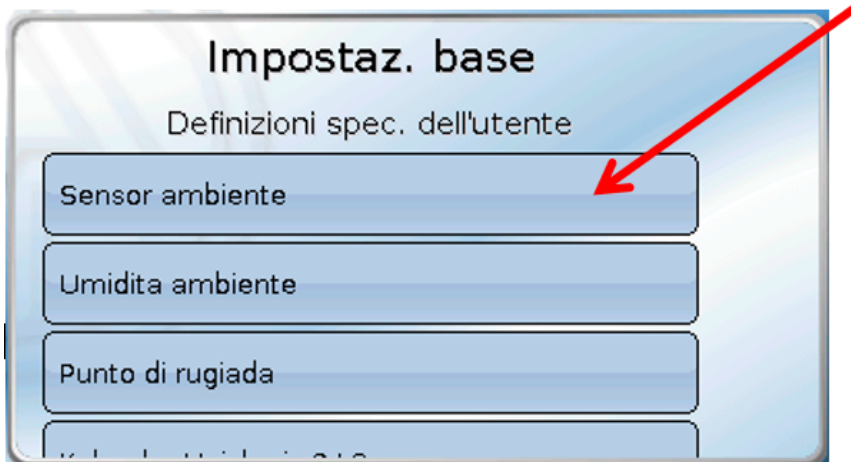 Impostaz. base
Definizioni spec. dell'utente
Sensor ambiente
Umidita ambiente
Punto di rugiada